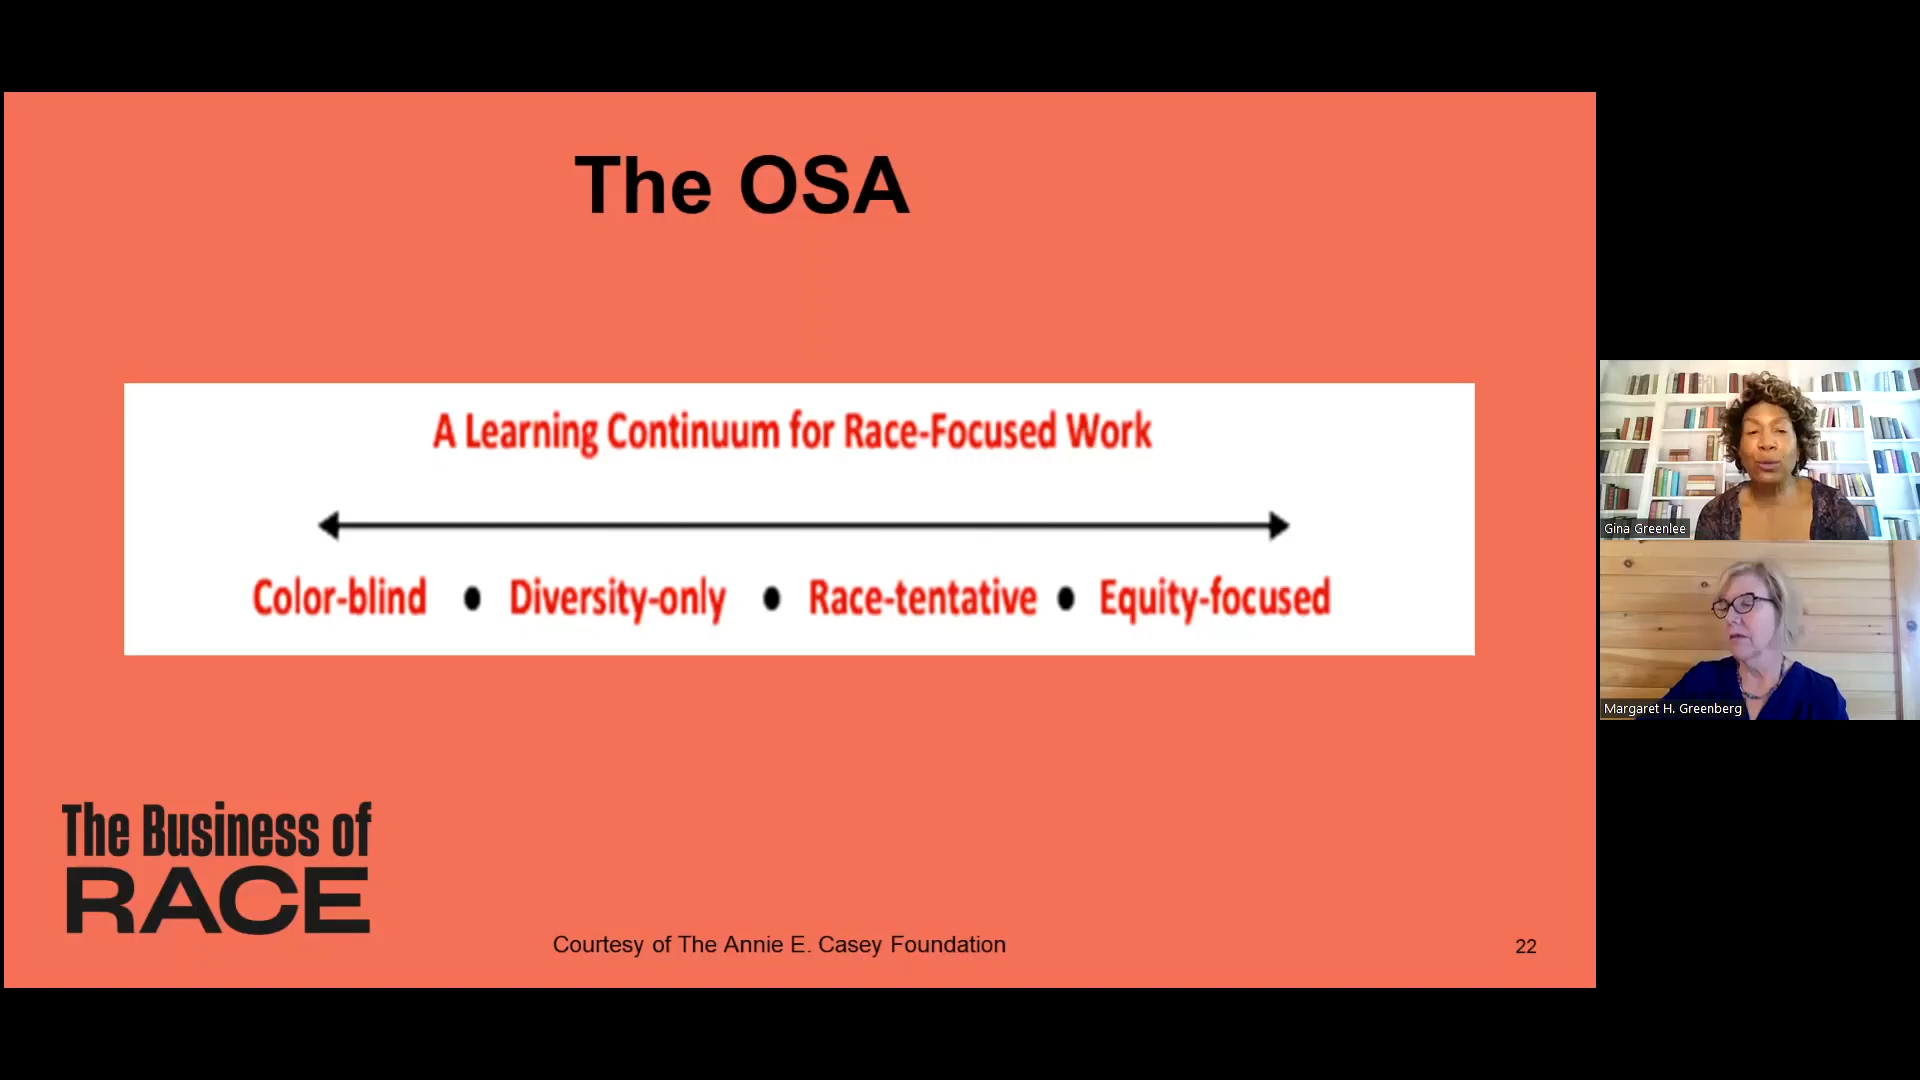 The OSA
A Learning Continuum for Race-Focused Work
Color-blind • Diversity-only • Race-tentative • Equity-focused
The Business of
RACE
Courtesy of The Annie E. Casey Foundation
22
Gina Greenlee
Margaret H. Greenberg